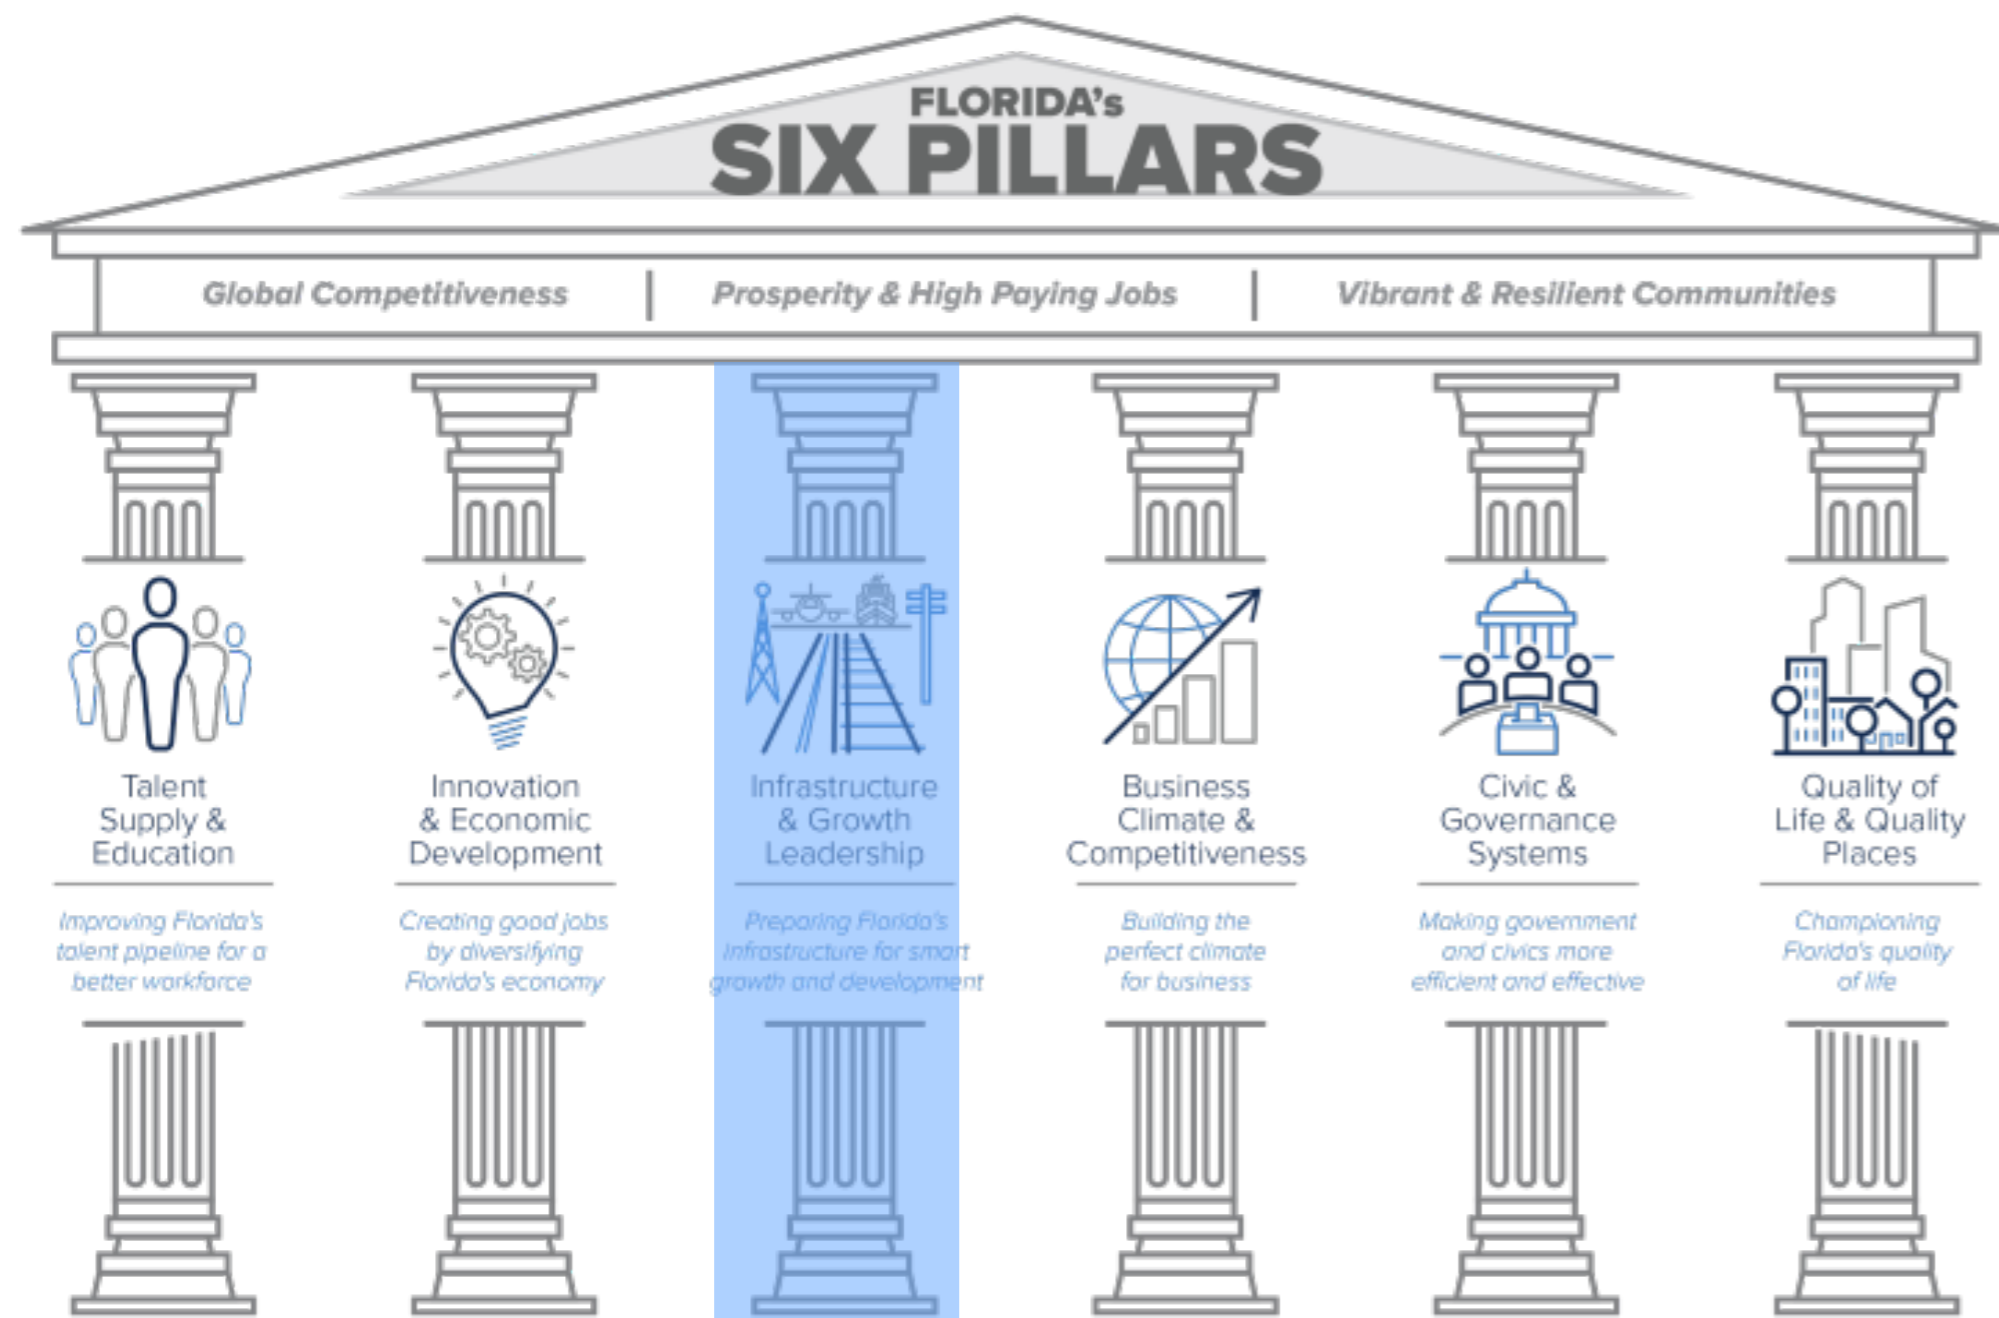 FLORIDA's
SIX PILLARS
Global Competitiveness
Prosperity & High Paying Jobs
Vibrant & Resilient Communities
Talent
Supply &
Education
Improving Florida's
talent pipeline for a
better workforce
Innovation
& Economic
Development
Creating good jobs
by diversifying
Florida's economy
Infrastructure
& Growth
Leadership
Preparing Florida's
infrastructure for smart
growth and development
Business
Climate &
Competitiveness
Building the
perfect climate
for business
Civic &
Governance
Systems
Making government
and civics more
efficient and effective
Quality of
Life & Quality
Places
Championing
Florida's quality
of life